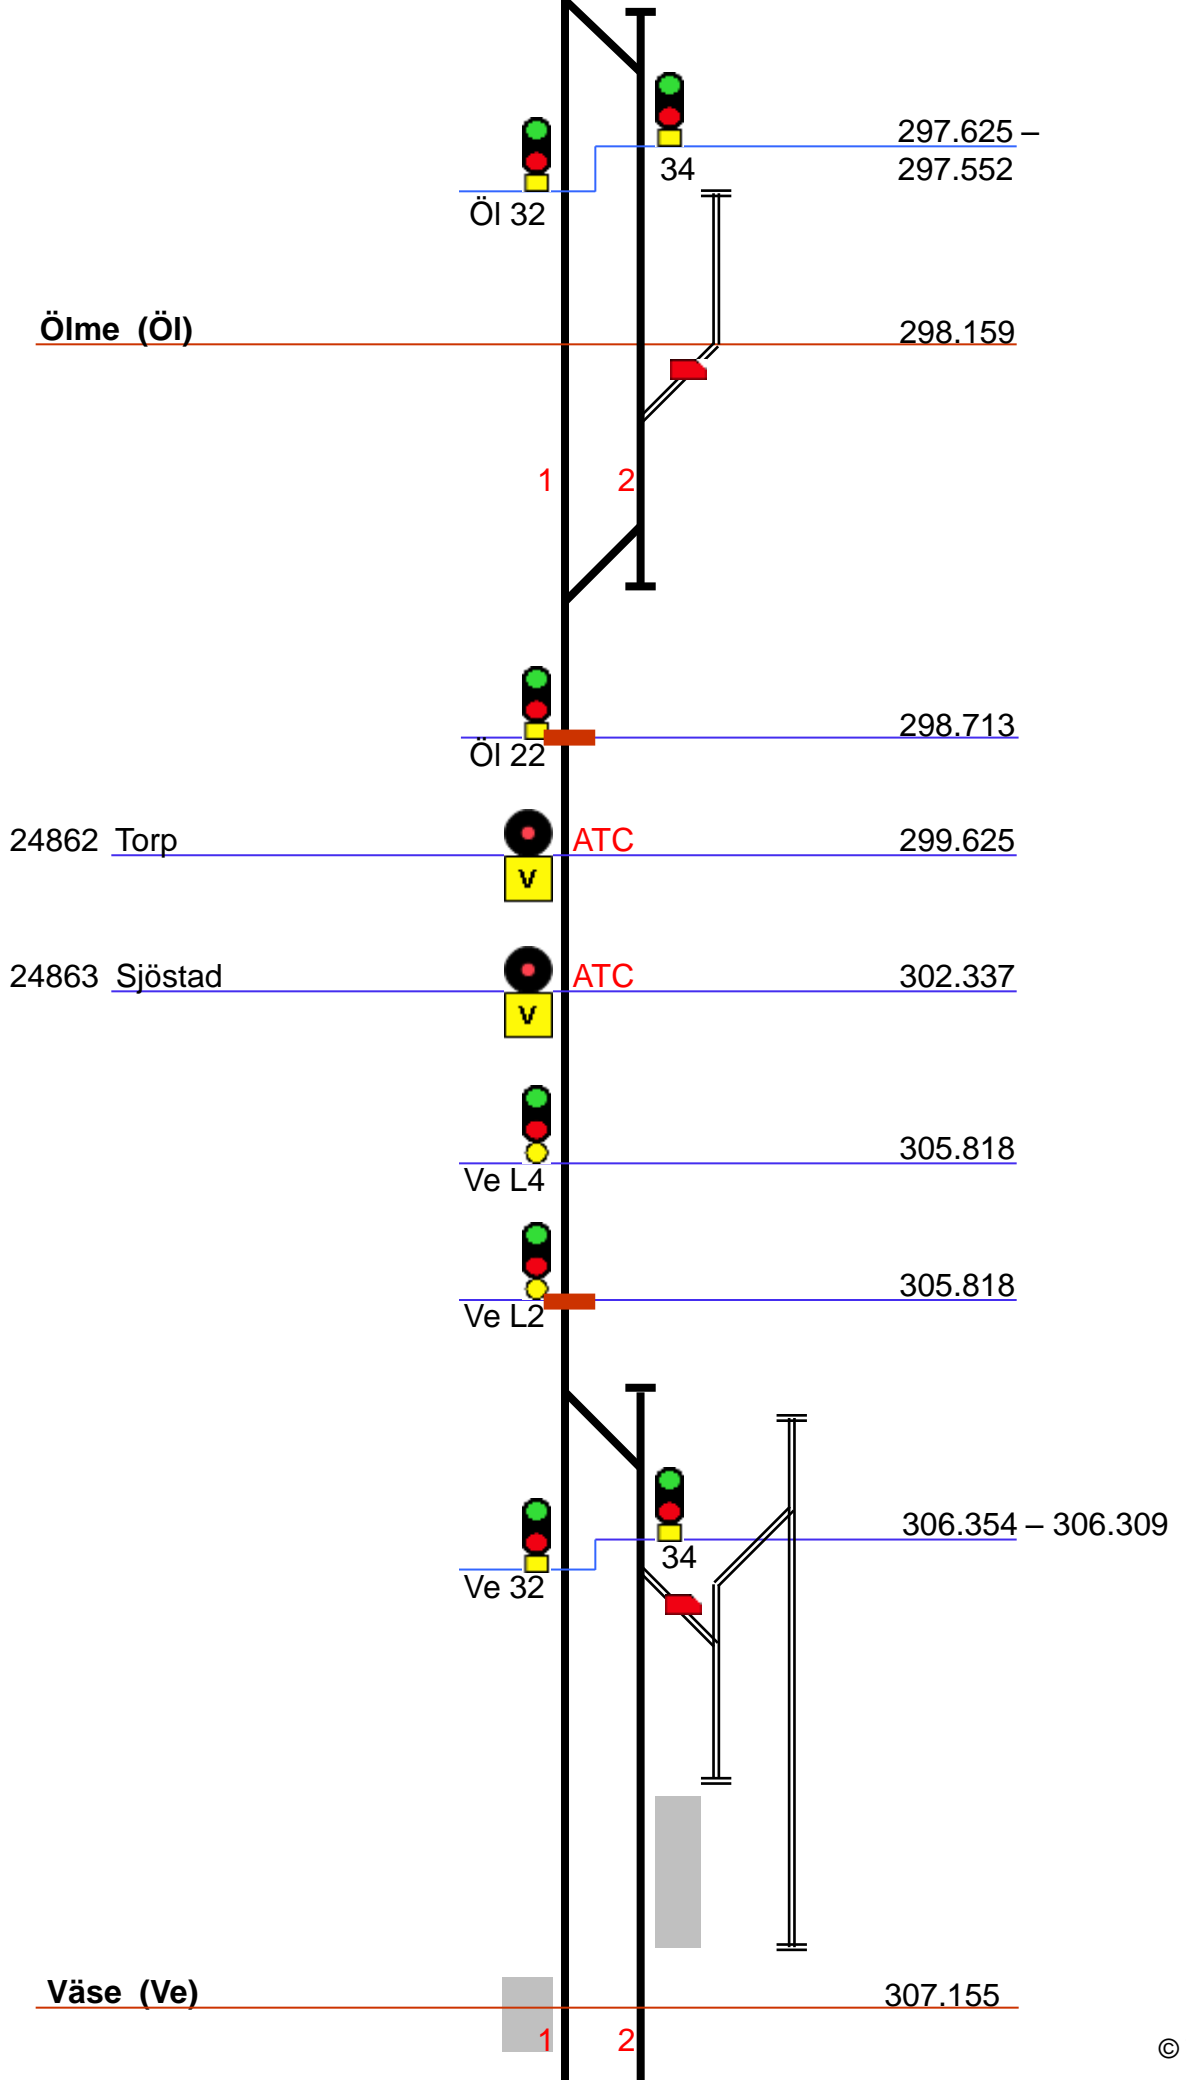 297.625 –
34
297.552
Öl 32
Ölme (Öl)
298.159
1
2
298.713
Öl 22
24862 Torp
ATC
299.625
V
24863 Sjöstad
ATC
302.337
V
305.818
Ve L4
305.818
Ve L2
306.354 – 306.309
34
Ve 32
Väse (Ve)
307.155
1
2
©